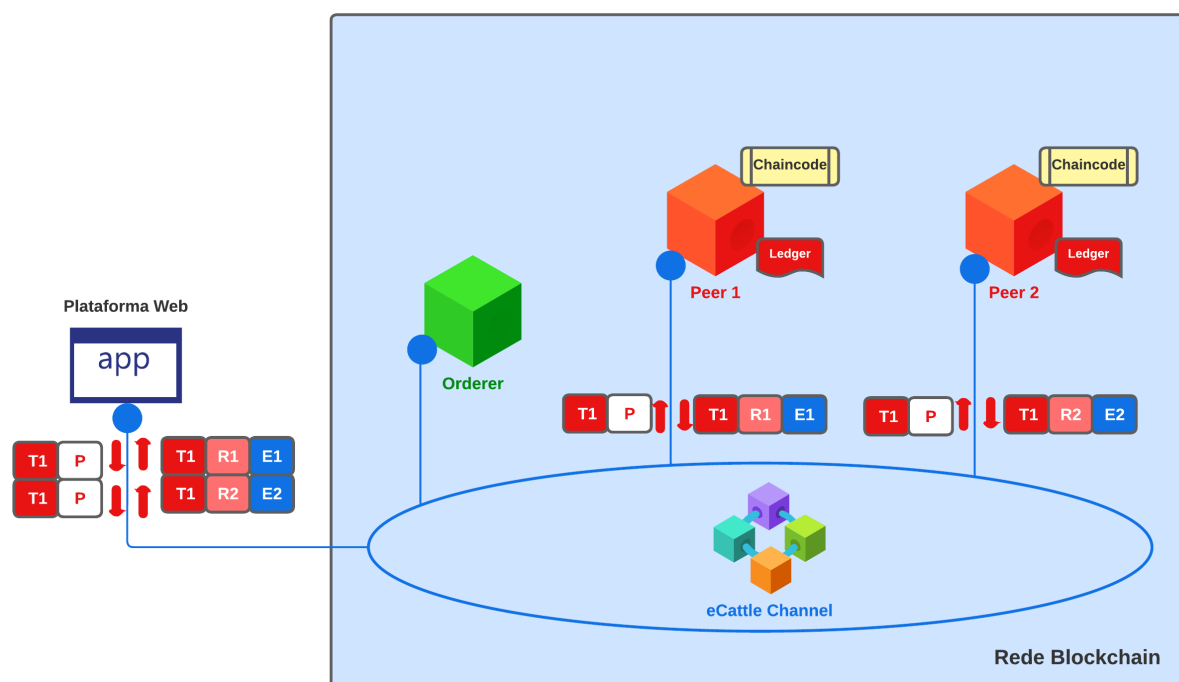 Chaincode
Chaincode
Ledger
Ledger
Peer 1
Peer 2
Plataforma Web
app
Orderer
T1 P T1 R1 E1
T1 P T1 R2 E2
T1 P T1 R1 E1
T1 P T1 R2 E2
eCattle Channel
Rede Blockchain